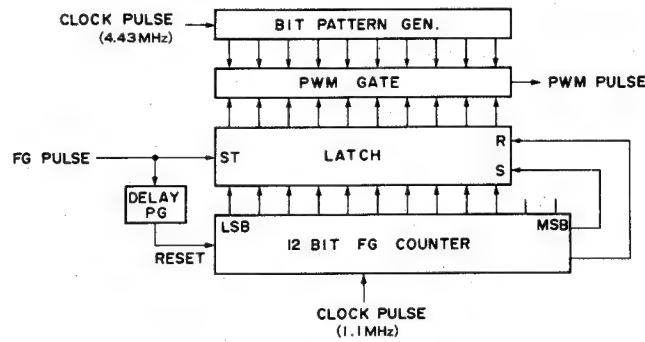 CLOCK PULSE
(4.43MHz)
BIT PATTERN GEN.
PWM GATE
PWM PULSE
FG PULSE
ST
LATCH
R
S
DELAY
PG
RESET
LSB
MSB
12 BIT FG COUNTER
CLOCK PULSE
(1.1MHz)